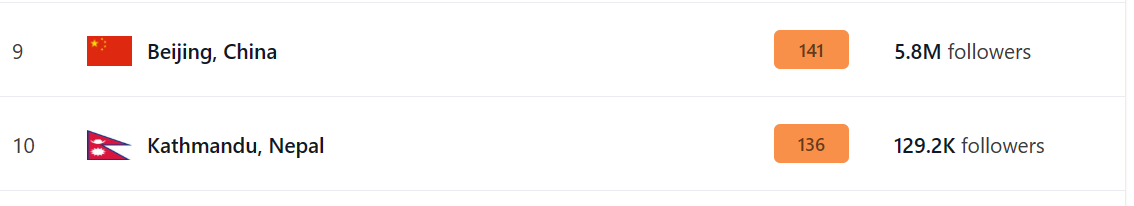 9 Beijing, China 141 5.8M followers
10 Kathmandu, Nepal 136 129.2K followers